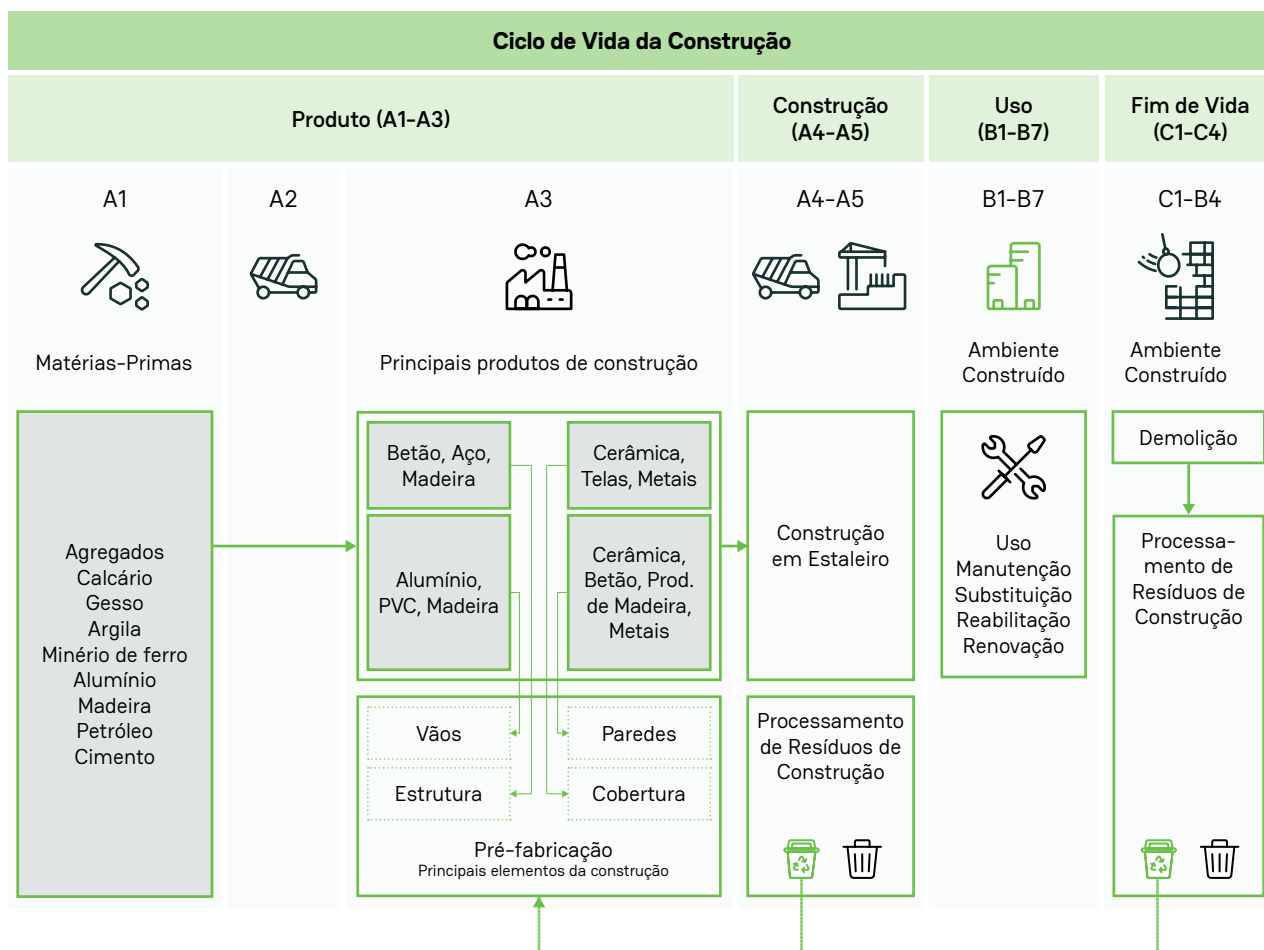 Ciclo de Vida da Construção
Produto (A1-A3)
Construção
(A4-A5)
Uso
(B1-B7)
Fim de Vida
(C1-C4)
A1
A2
A3
A4-A5
B1-B7
C1-B4
Matérias-Primas
Principais produtos de construção
Ambiente
Construído
Ambiente
Construído
Agregados
Calcário
Gesso
Argila
Minério de ferro
Alumínio
Madeira
Petróleo
Cimento
Betão, Aço,
Madeira
Cerâmica,
Telas, Metais
Alumínio,
PVC, Madeira
Cerâmica,
Betão, Prod.
de Madeira,
Metais
Vãos
Paredes
Estrutura
Cobertura
Pré-fabricação
Principais elementos da construção
Construção
em Estaleiro
Processamento
de Resíduos de
Construção
Uso
Manutenção
Substituição
Reabilitação
Renovação
Demolição
Processa-
mento de
Resíduos de
Construção